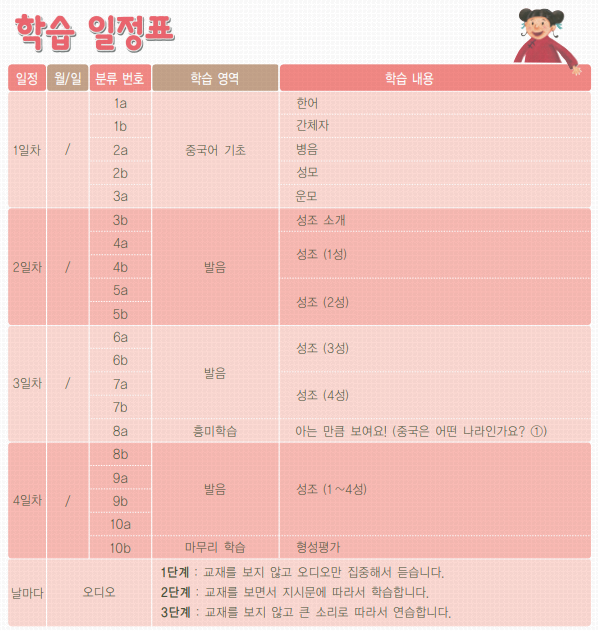 학습 일정표
일정 월/일 분류 번호 학습 영역 학습 내용
1a 한어
1b 간체자
1일차 / 2a 중국어 기초 병음
2b 성모
3a 운모
3b 성조 소개
4a
성조 (1성)
2일차 / 4b 발음
5a
성조 (2성)
5b
6a
성조 (3성)
6b
발음
3일차 / 7a
성조 (4성)
7b
8a 흥미학습 아는 만큼 보여요! (중국은 어떤 나라인가요? ①)
8b
9a
발음 성조 (1~4성)
4일차 / 9b
10a
10b 마무리 학습 형성평가
1단계 : 교재를 보지 않고 오디오만 집중해서 듣습니다.
날마다 오디오 2단계 : 교재를 보면서 지시문에 따라서 학습합니다.
3단계 : 교재를 보지 않고 큰 소리로 따라서 연습합니다.